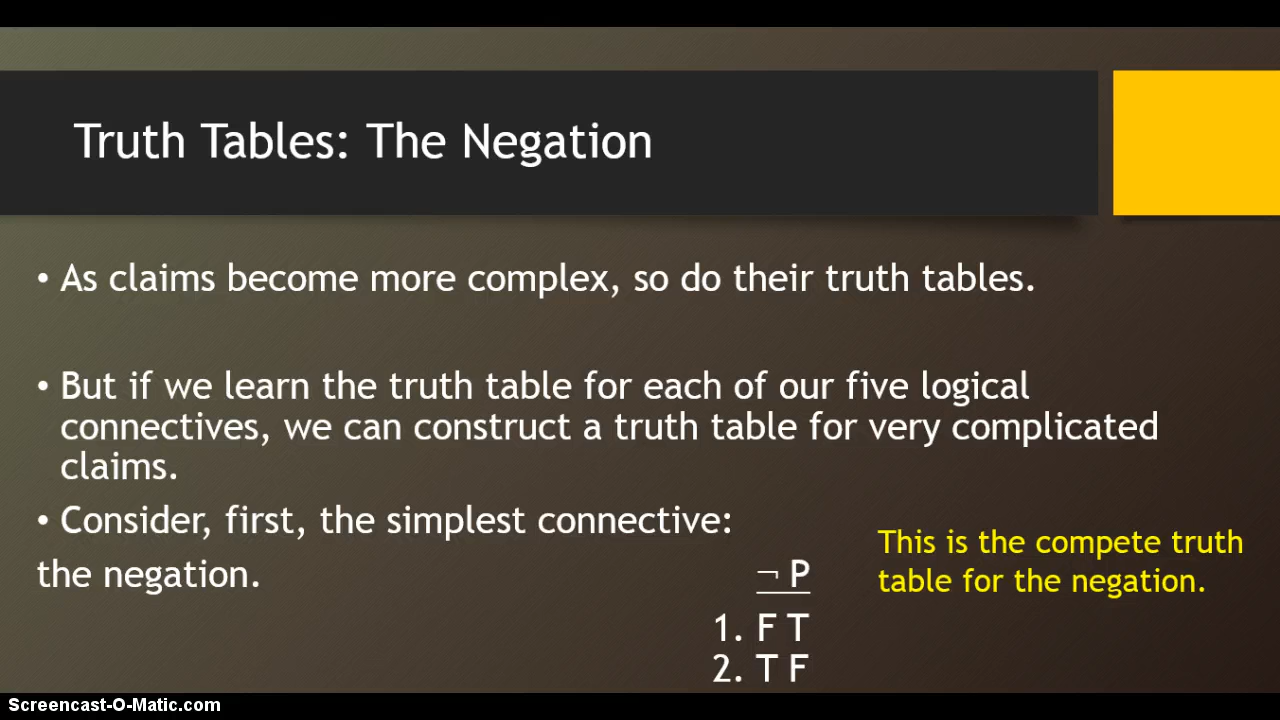 Truth Tables: The Negation
• As claims become more complex, so do their truth tables.
• But if we learn the truth table for each of our five logical
connectives, we can construct a truth table for very complicated
claims.
• Consider, first, the simplest connective:
the negation.
This is the compete truth
table for the negation.
¬ P
1. F T
2. T F
Screencast-O-Matic.com